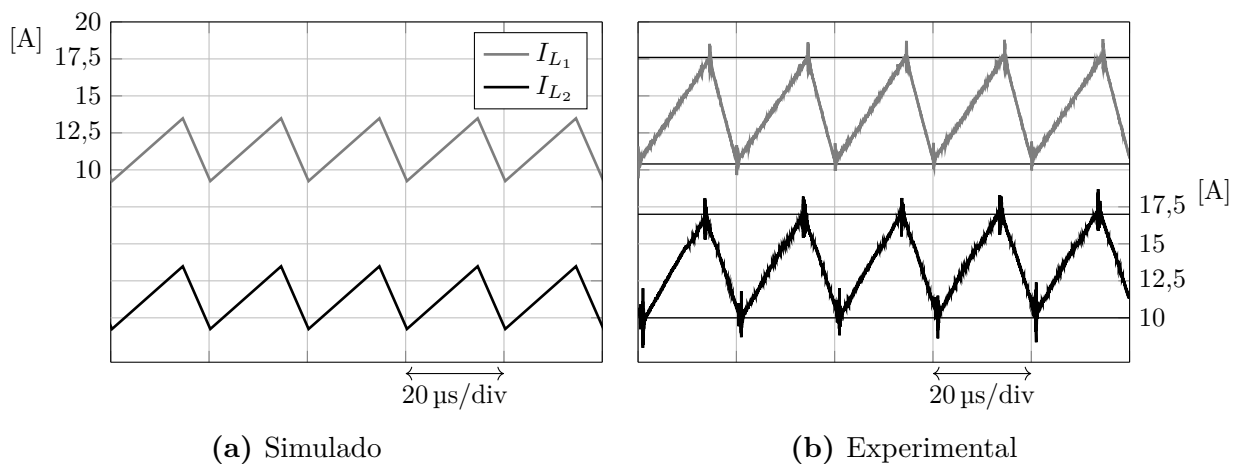 20
[A]
17,5
15
12,5
10
I_{L_1}
I_{L_2}
20 µs/div
(a) Simulado
[A]
17,5
15
12,5
10
20 µs/div
(b) Experimental